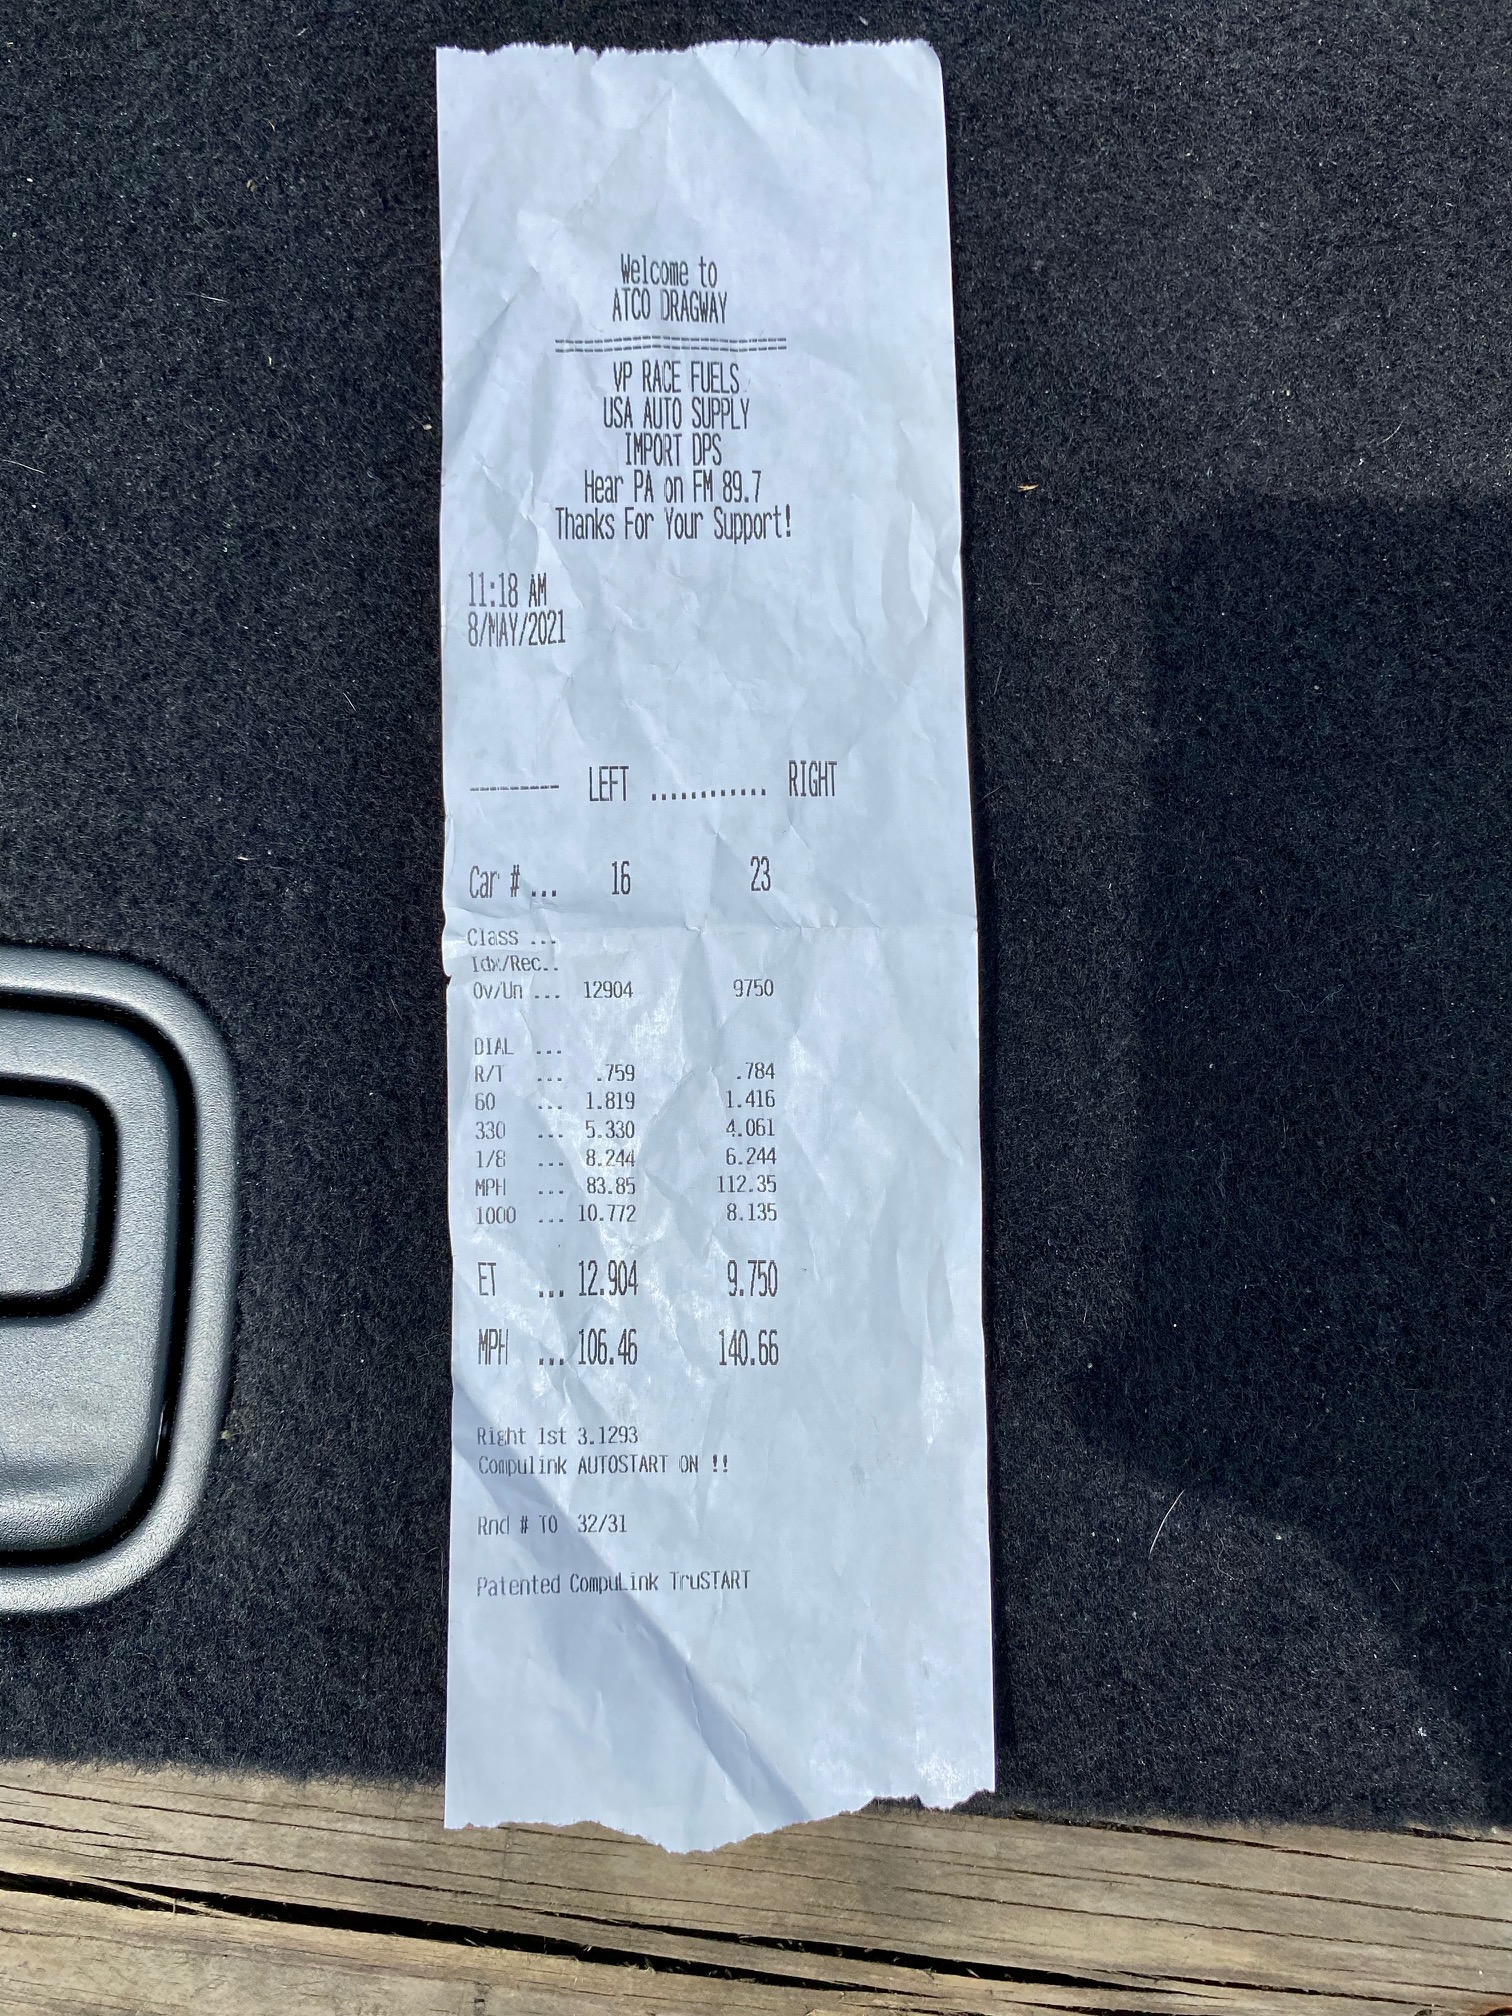 Welcome to
ATCO DRAGWAY
=======================
VP RACE FUELS
USA AUTO SUPPLY
IMPORT DPS
Hear PA on FM 89.7
Thanks For Your Support!
11:18 AM
8/MAY/2021
--------- LEFT ............ RIGHT
Car # ... 16 23
Class ...
Idx/Rec..
Ov/Un ... 12904 9750
DIAL ...
R/T ... .759 .784
60 ... 1.819 1.416
330 ... 5.330 4.061
1/8 ... 8.244 6.244
MPH ... 83.85 112.35
1000 ... 10.772 8.135
ET ... 12.904 9.750
MPH ... 106.46 140.66
Right 1st 3.1293
Compulink AUTOSTART ON !!
Rnd # TO 32/31
Patented CompuLink TruSTART